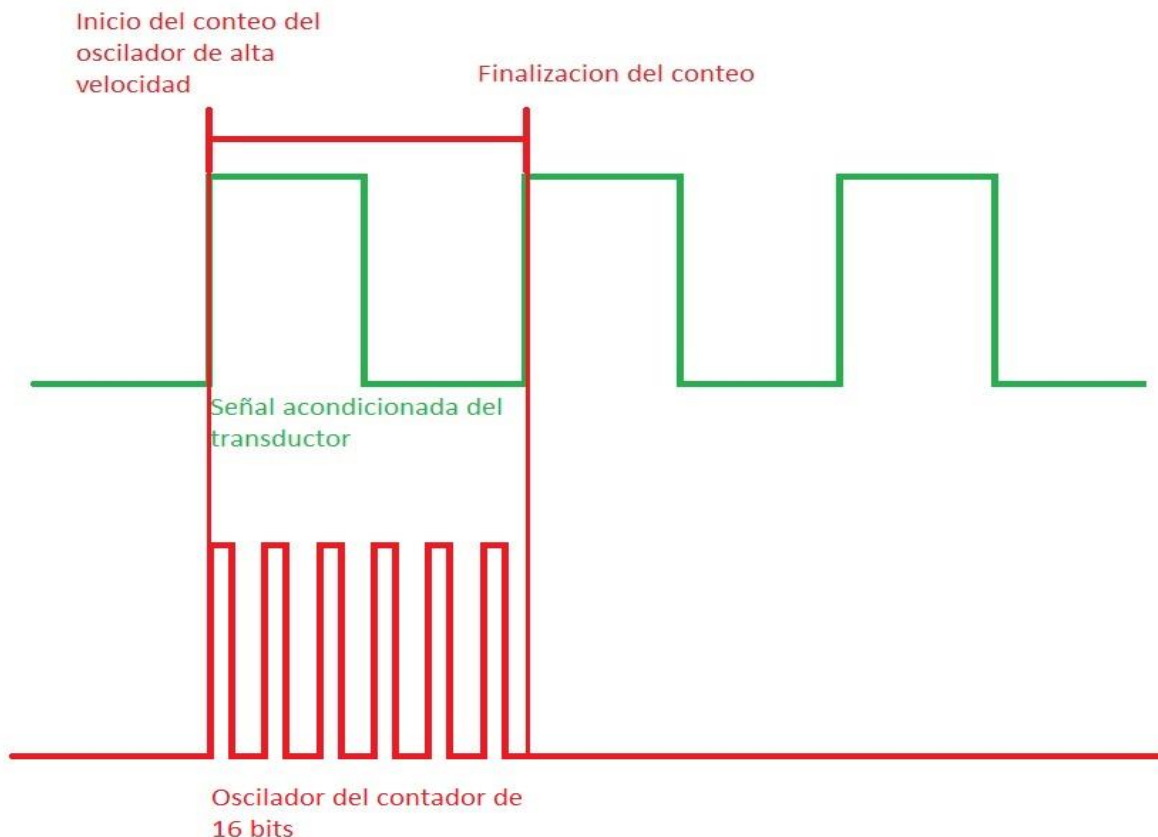 Inicio del conteo del
oscilador de alta
velocidad
Finalizacion del conteo
Señal acondicionada del
transductor
Oscilador del contador de
16 bits